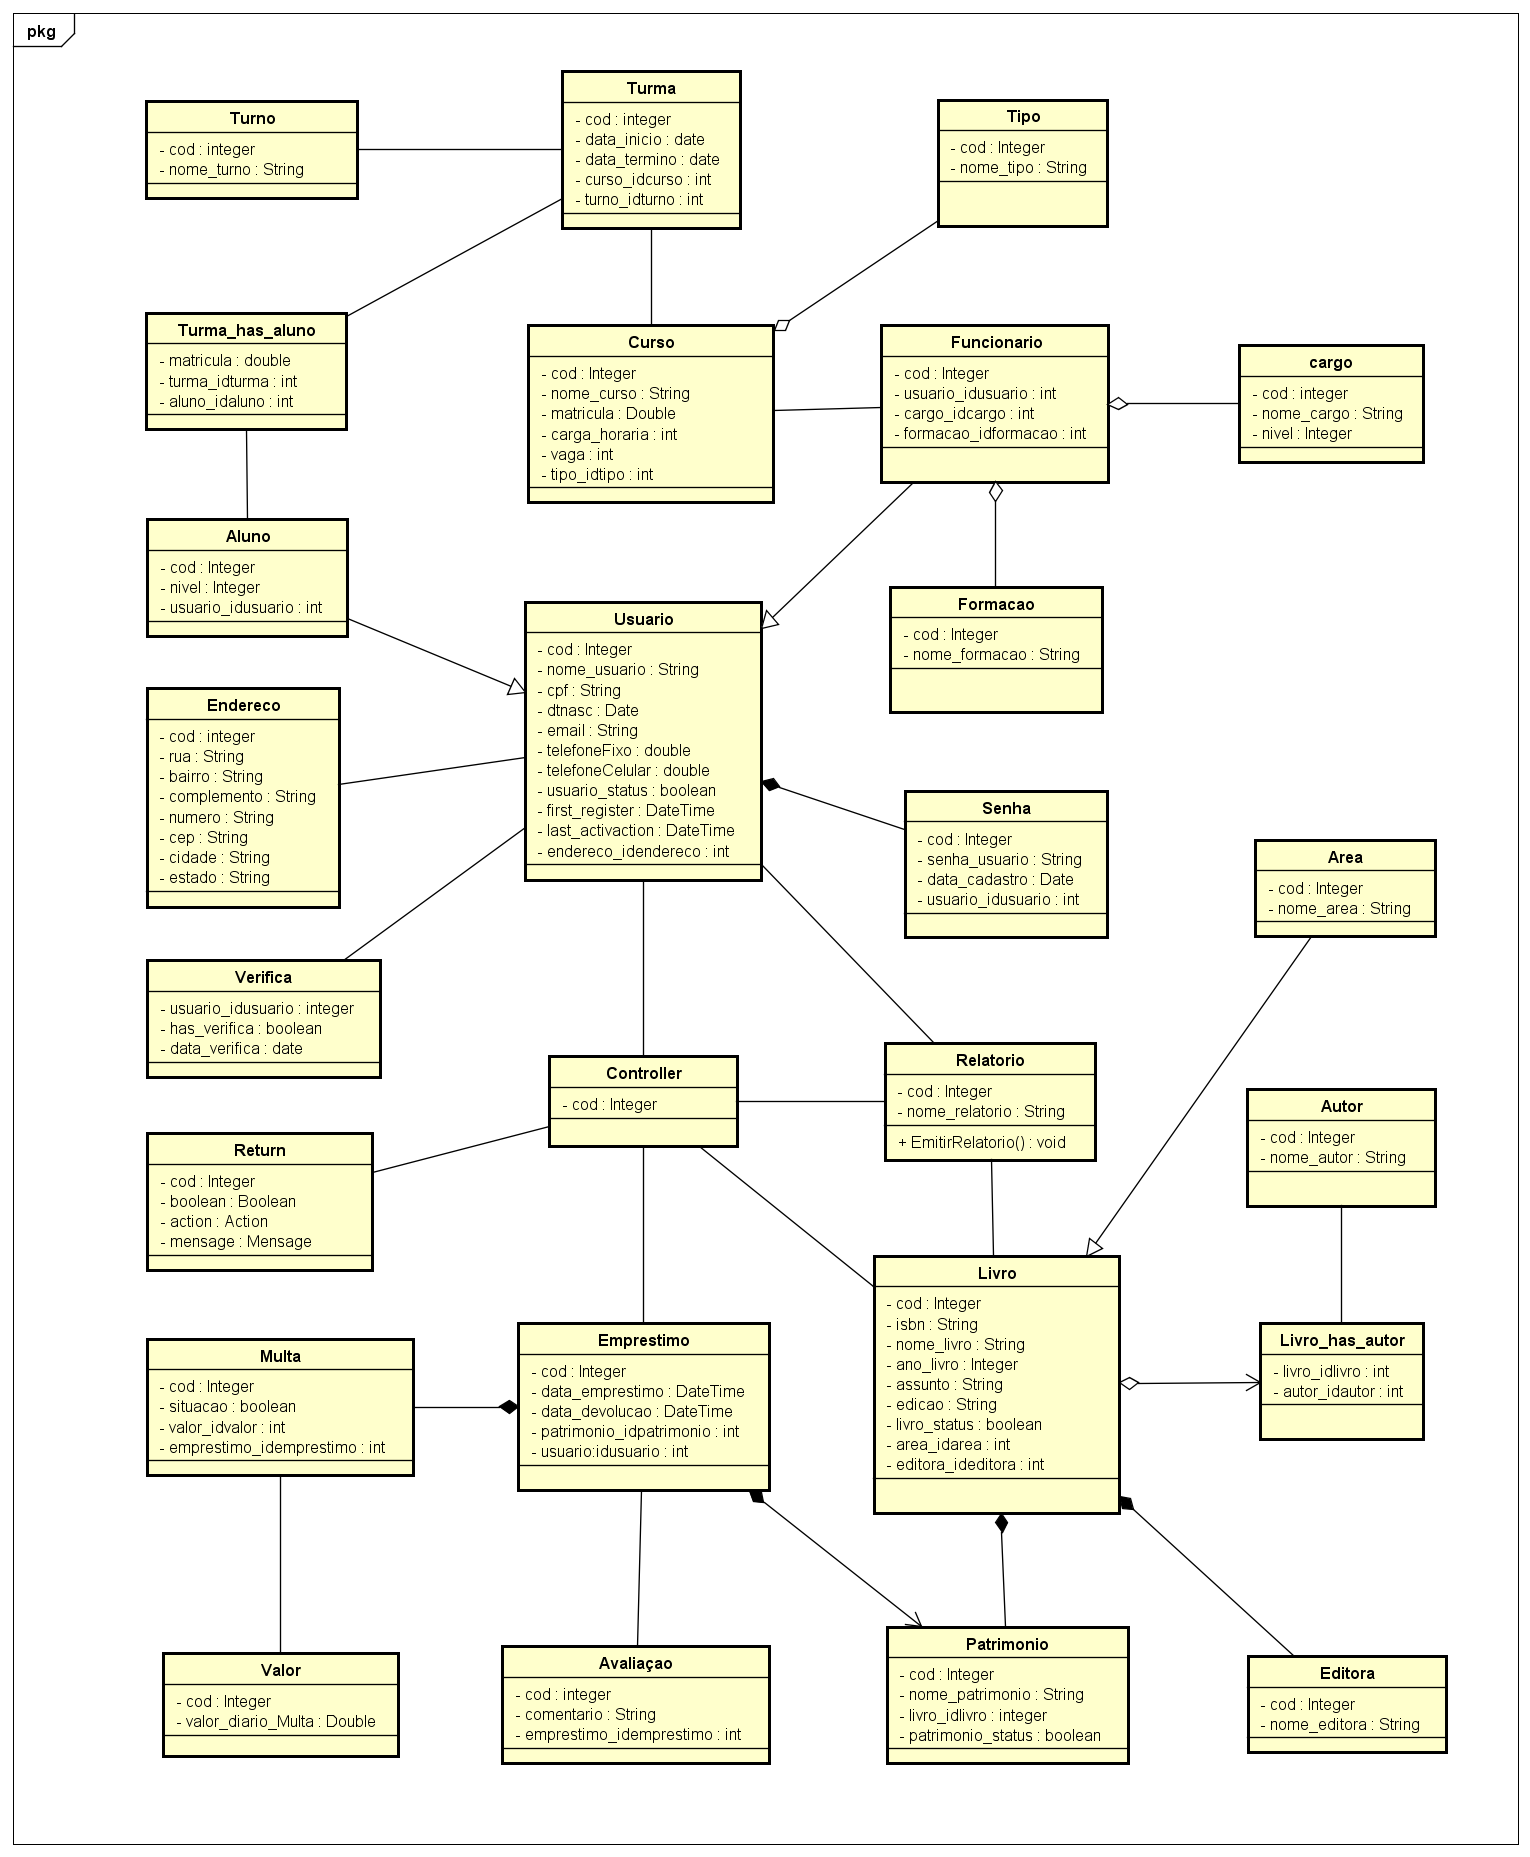 pkg
Turma
- cod : integer
- data_inicio : date
- data_termino : date
- curso_idcurso : int
- turno_idturno : int
Turno
- cod : integer
- nome_turno : String
Tipo
- cod : Integer
- nome_tipo : String
Turma_has_aluno
- matricula : double
- turma_idturma : int
- aluno_idaluno : int
Curso
- cod : Integer
- nome_curso : String
- matricula : Double
- carga_horaria : int
- vaga : int
- tipo_idtipo : int
Funcionario
- cod : Integer
- usuario_idusuario : int
- cargo_idcargo : int
- formacao_idformacao : int
cargo
- cod : integer
- nome_cargo : String
- nivel : Integer
Aluno
- cod : Integer
- nivel : Integer
- usuario_idusuario : int
Usuario
- cod : Integer
- nome_usuario : String
- cpf : String
- dtnasc : Date
- email : String
- telefoneFixo : double
- telefoneCelular : double
- usuario_status : boolean
- first_register : DateTime
- last_activaction : DateTime
- endereco_idendereco : int
Formacao
- cod : Integer
- nome_formacao : String
Endereco
- cod : integer
- rua : String
- bairro : String
- complemento : String
- numero : String
- cep : String
- cidade : String
- estado : String
Senha
- cod : Integer
- senha_usuario : String
- data_cadastro : Date
- usuario_idusuario : int
Area
- cod : Integer
- nome_area : String
Verifica
- usuario_idusuario : integer
- has_verifica : boolean
- data_verifica : date
Controller
- cod : Integer
Relatorio
- cod : Integer
- nome_relatorio : String
+ EmitirRelatorio() : void
Autor
- cod : Integer
- nome_autor : String
Return
- cod : Integer
- boolean : Boolean
- action : Action
- mensage : Mensage
Livro
- cod : Integer
- isbn : String
- nome_livro : String
- ano_livro : Integer
- assunto : String
- edicao : String
- livro_status : boolean
- area_idarea : int
- editora_ideditora : int
Livro_has_autor
- livro_idlivro : int
- autor_idautor : int
Multa
- cod : Integer
- situacao : boolean
- valor_idvalor : int
- emprestimo_idemprestimo : int
Emprestimo
- cod : Integer
- data_emprestimo : DateTime
- data_devolucao : DateTime
- patrimonio_idpatrimonio : int
- usuario:idusuario : int
Valor
- cod : Integer
- valor_diario_Multa : Double
Avaliaçao
- cod : integer
- comentario : String
- emprestimo_idemprestimo : int
Patrimonio
- cod : Integer
- nome_patrimonio : String
- livro_idlivro : integer
- patrimonio_status : boolean
Editora
- cod : Integer
- nome_editora : String